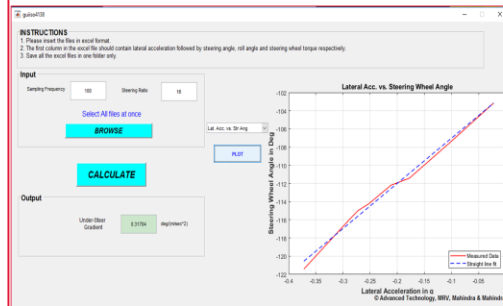 guiiso4138
INSTRUCTIONS
1. Please insert the files in excel format.
2. The first column in the excel file should contain lateral acceleration followed by steering angle, roll angle and steering wheel torque respectively.
3. Save all the excel files in one folder only.
Input
Sampling Frequency 100 Steering Ratio 16
Select All files at once
BROWSE
CALCULATE
Output
Under-Steer Gradient 0.31784 deg/(m/sec^2)
Lat. Acc. vs. Str Ang
PLOT
Lateral Acc. vs. Steering Wheel Angle
Steering Wheel Angle in Deg
-102
-104
-106
-108
-110
-112
-114
-116
-118
-120
-122
-0.4 -0.35 -0.3 -0.25 -0.2 -0.15 -0.1 -0.05
Measured Data
Straight line fit
Lateral Acceleration in g
© Advanced Technology, MRV, Mahindra & Mahind